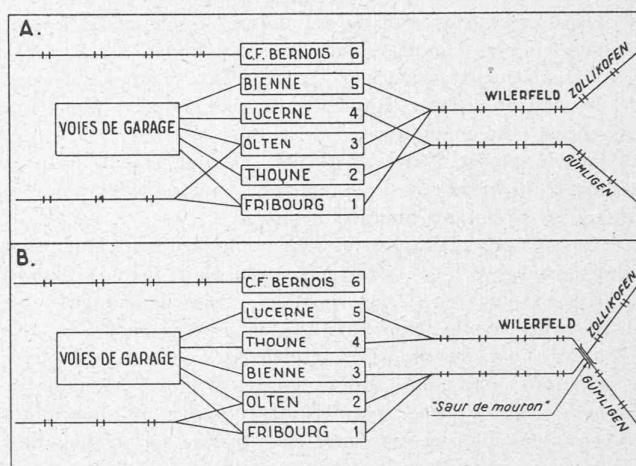 A.
C.F. BERNOIS 6
BIENNE 5
LUCERNE 4
OLTEN 3
THOUNE 2
FRIBOURG 1
VOIES DE GARAGE
WILERFELD
ZOLLIKOFEN
GÜMLIGEN
B.
C.F. BERNOIS 6
LUCERNE 5
THOUNE 4
BIENNE 3
OLTEN 2
FRIBOURG 1
VOIES DE GARAGE
WILERFELD
ZOLLIKOFEN
GÜMLIGEN
"Saut de mouton"